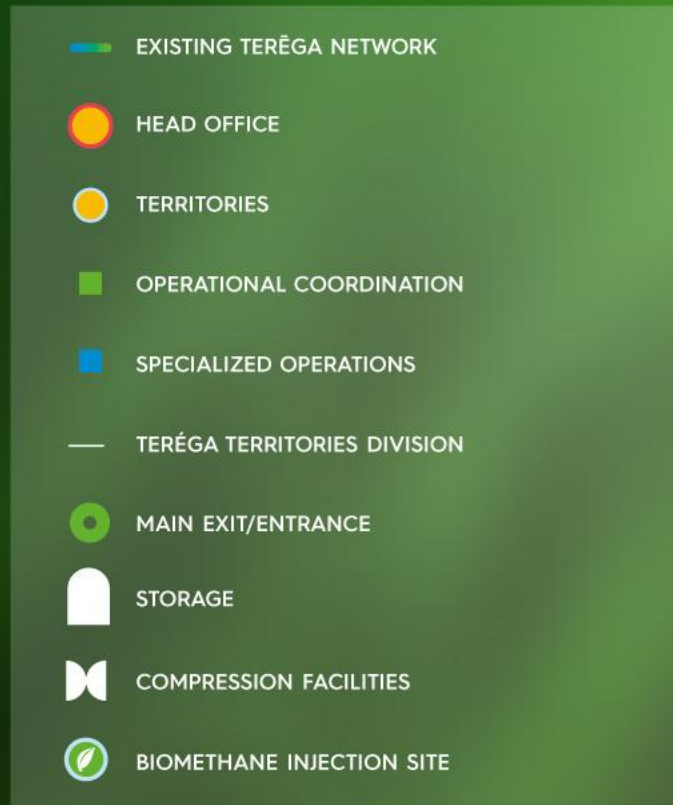 EXISTING TERĒGA NETWORK
HEAD OFFICE
TERRITORIES
OPERATIONAL COORDINATION
SPECIALIZED OPERATIONS
TERÉGA TERRITORIES DIVISION
MAIN EXIT/ENTRANCE
STORAGE
COMPRESSION FACILITIES
BIOMETHANE INJECTION SITE